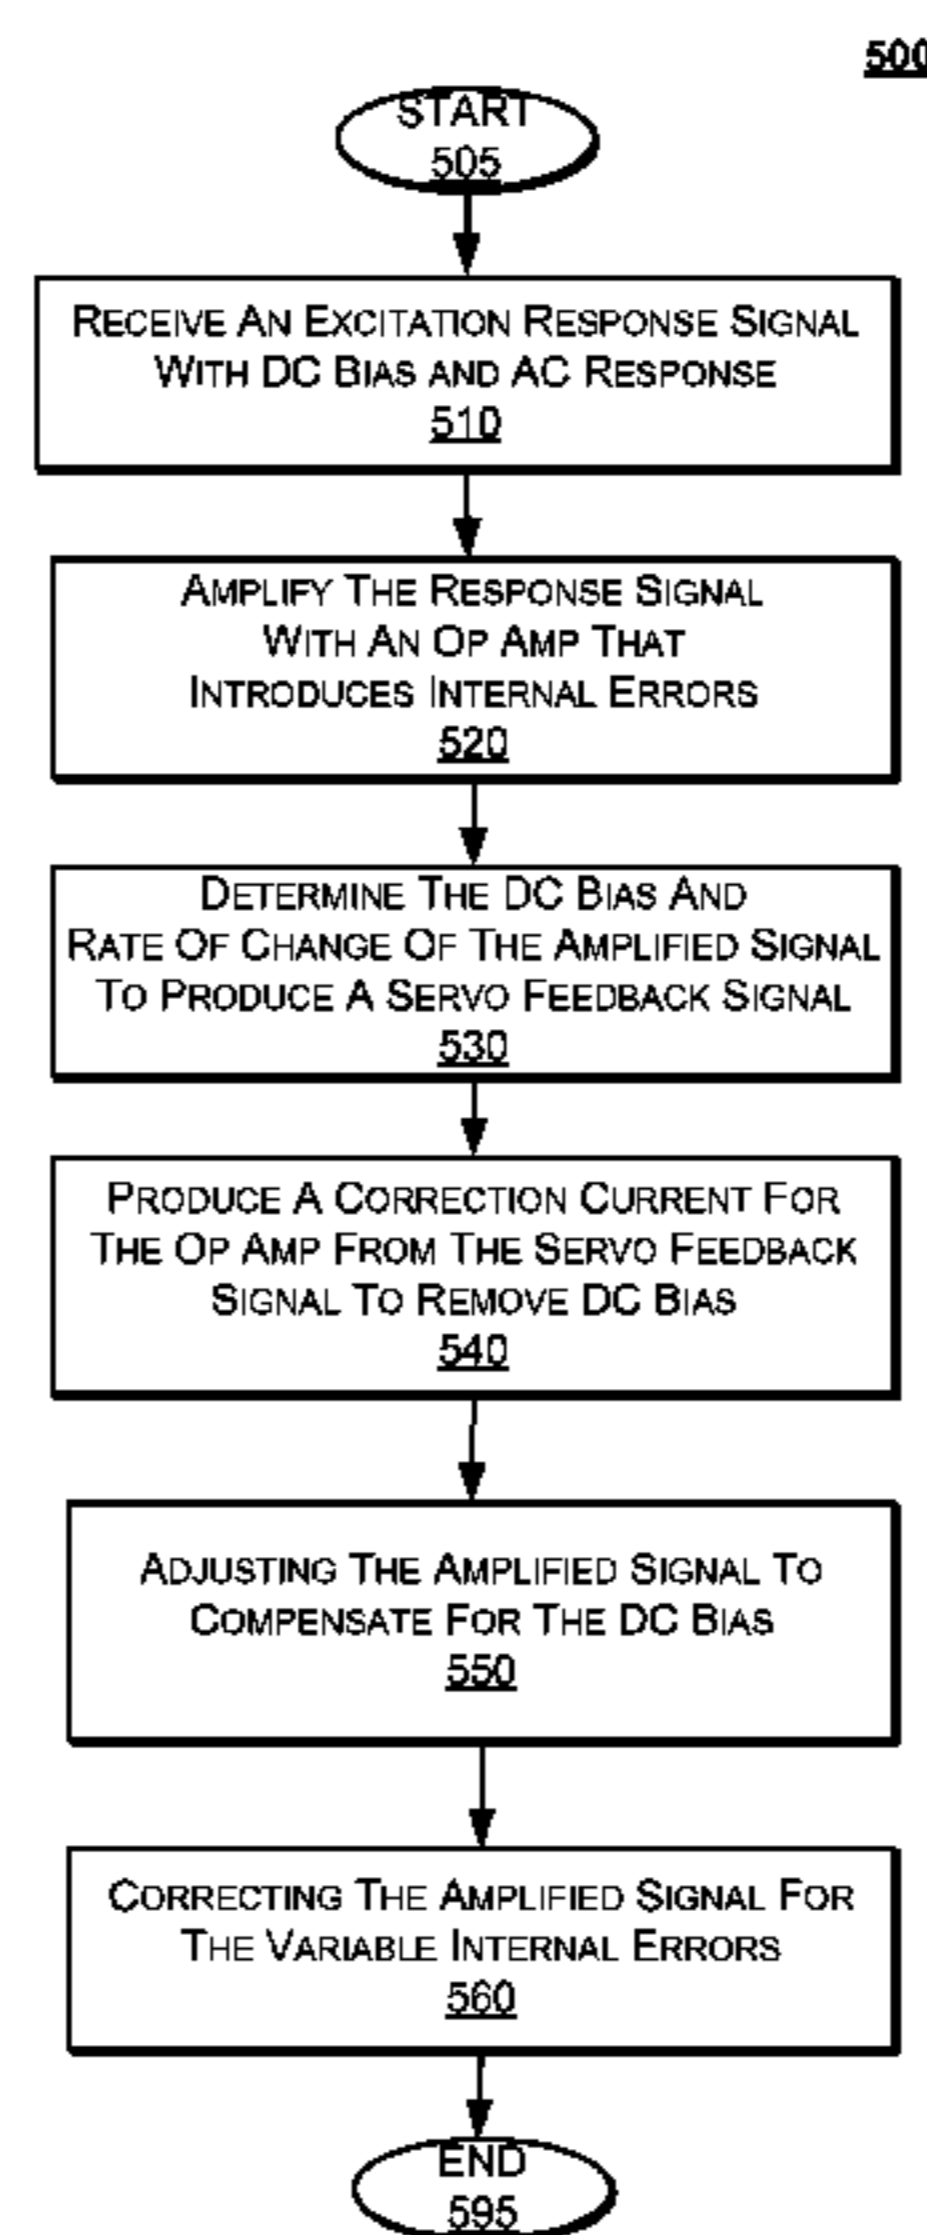 500
START
505
RECEIVE AN EXCITATION RESPONSE SIGNAL
WITH DC BIAS AND AC RESPONSE
510
AMPLIFY THE RESPONSE SIGNAL
WITH AN OP AMP THAT
INTRODUCES INTERNAL ERRORS
520
DETERMINE THE DC BIAS AND
RATE OF CHANGE OF THE AMPLIFIED SIGNAL
TO PRODUCE A SERVO FEEDBACK SIGNAL
530
PRODUCE A CORRECTION CURRENT FOR
THE OP AMP FROM THE SERVO FEEDBACK
SIGNAL TO REMOVE DC BIAS
540
ADJUSTING THE AMPLIFIED SIGNAL TO
COMPENSATE FOR THE DC BIAS
550
CORRECTING THE AMPLIFIED SIGNAL FOR
THE VARIABLE INTERNAL ERRORS
560
END
595